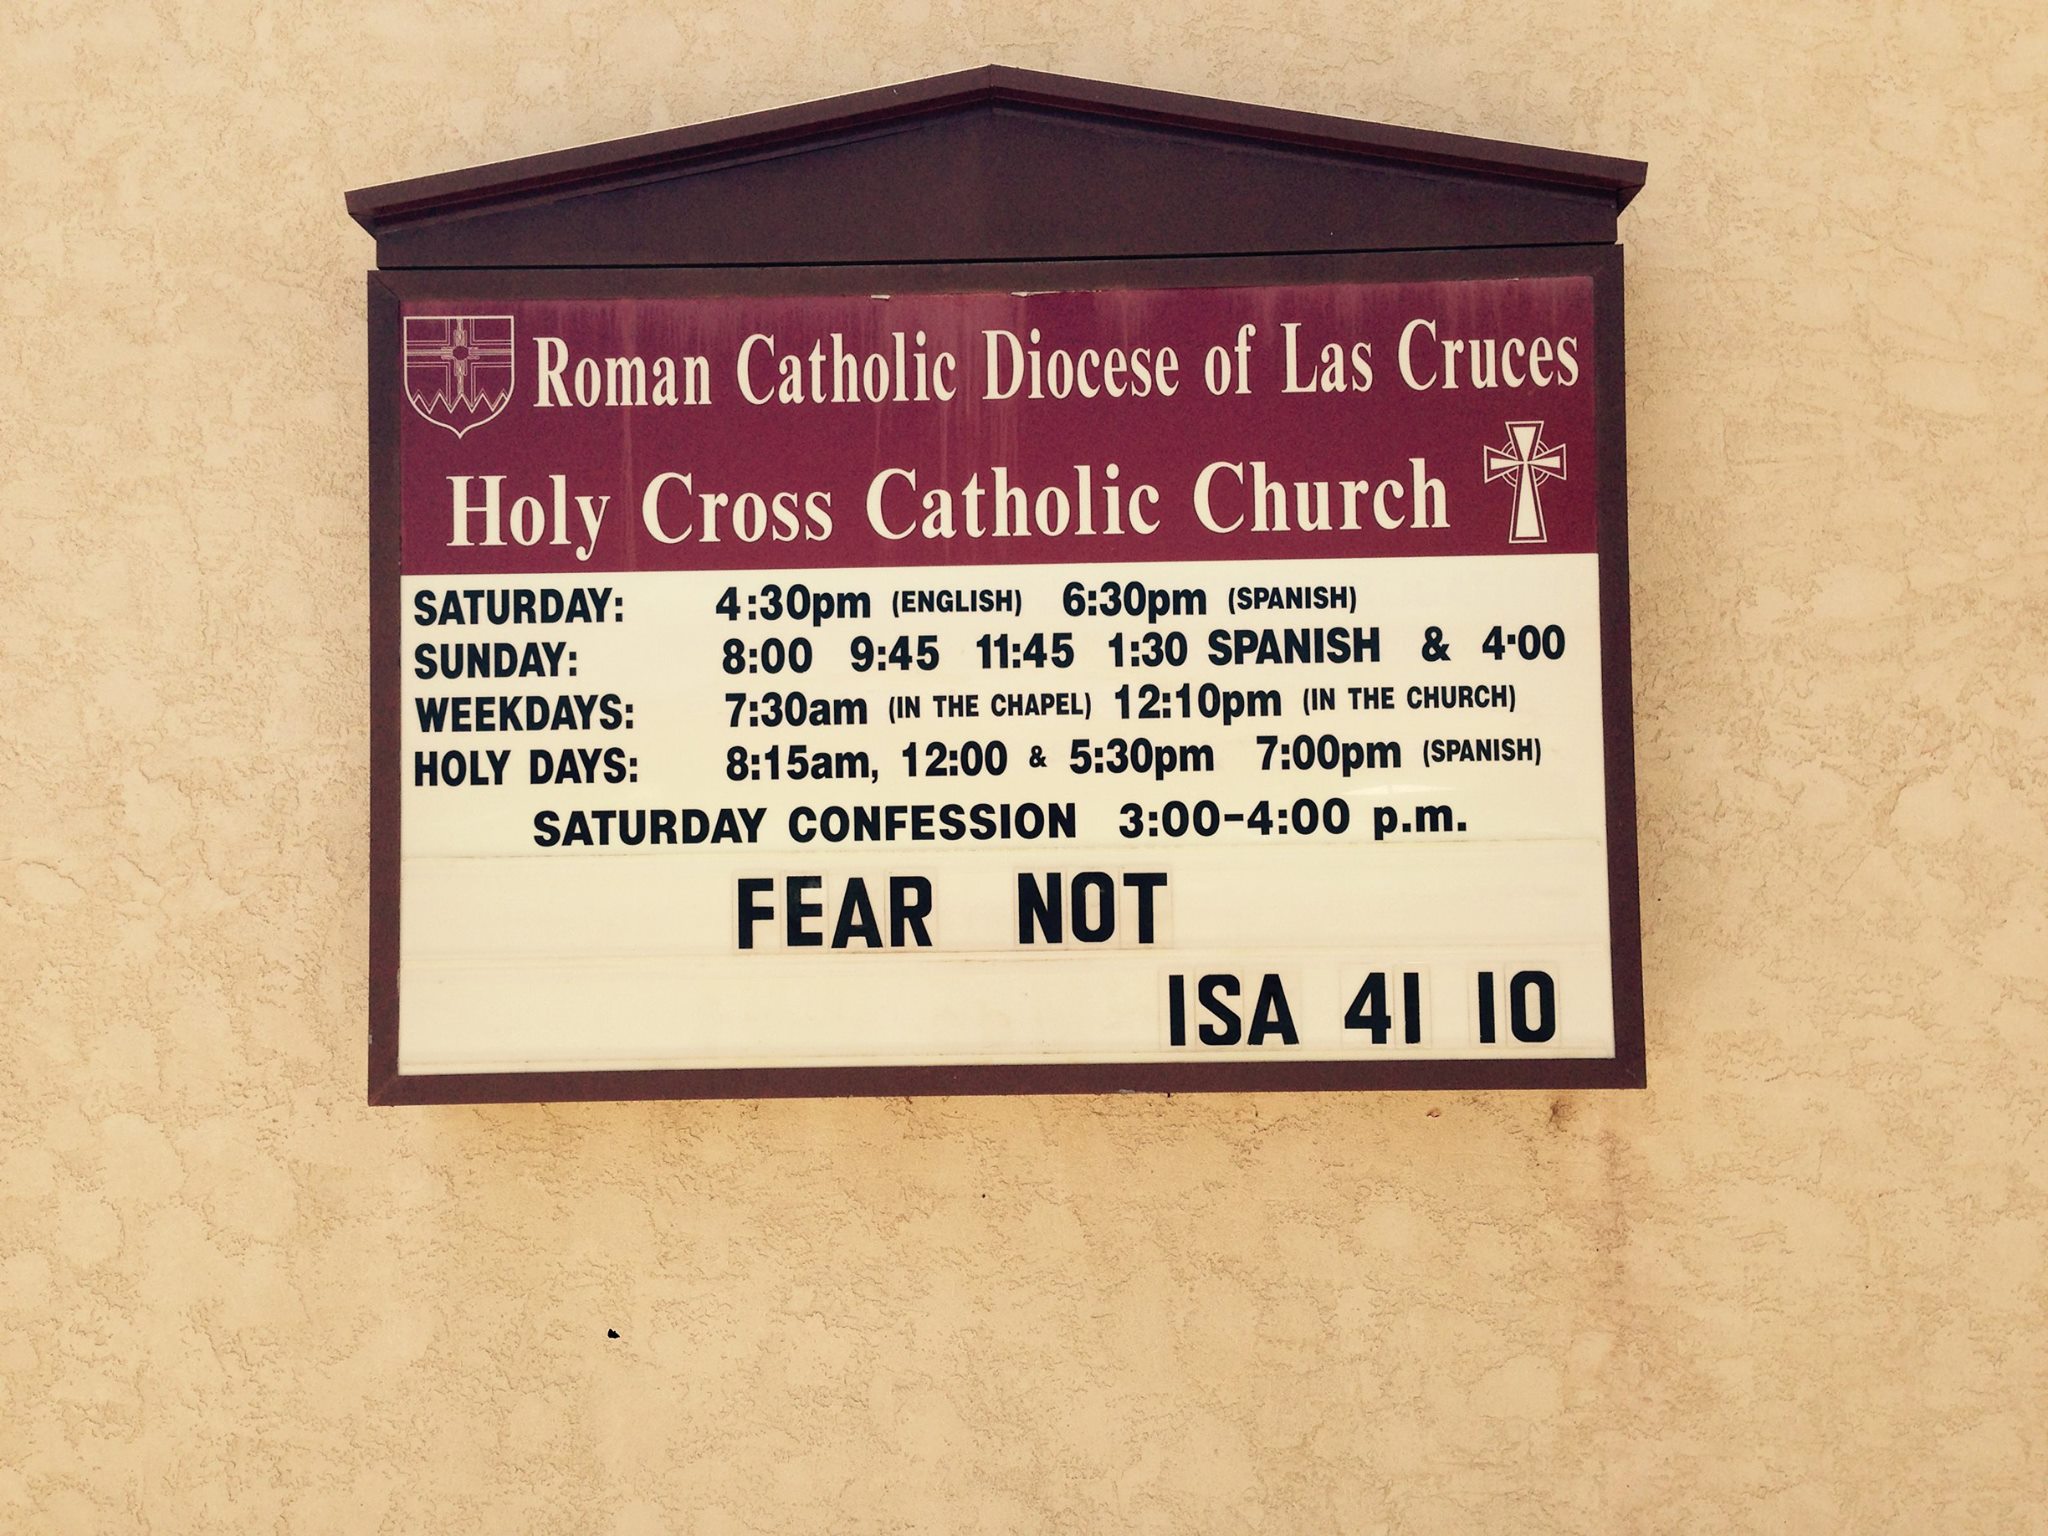 Roman Catholic Diocese of Las Cruces
Holy Cross Catholic Church
SATURDAY: 4:30pm (ENGLISH) 6:30pm (SPANISH)
SUNDAY: 8:00 9:45 11:45 1:30 SPANISH & 4:00
WEEKDAYS: 7:30am (IN THE CHAPEL) 12:10pm (IN THE CHURCH)
HOLY DAYS: 8:15am, 12:00 & 5:30pm 7:00pm (SPANISH)
SATURDAY CONFESSION 3:00-4:00 p.m.
FEAR NOT
ISA 41 10